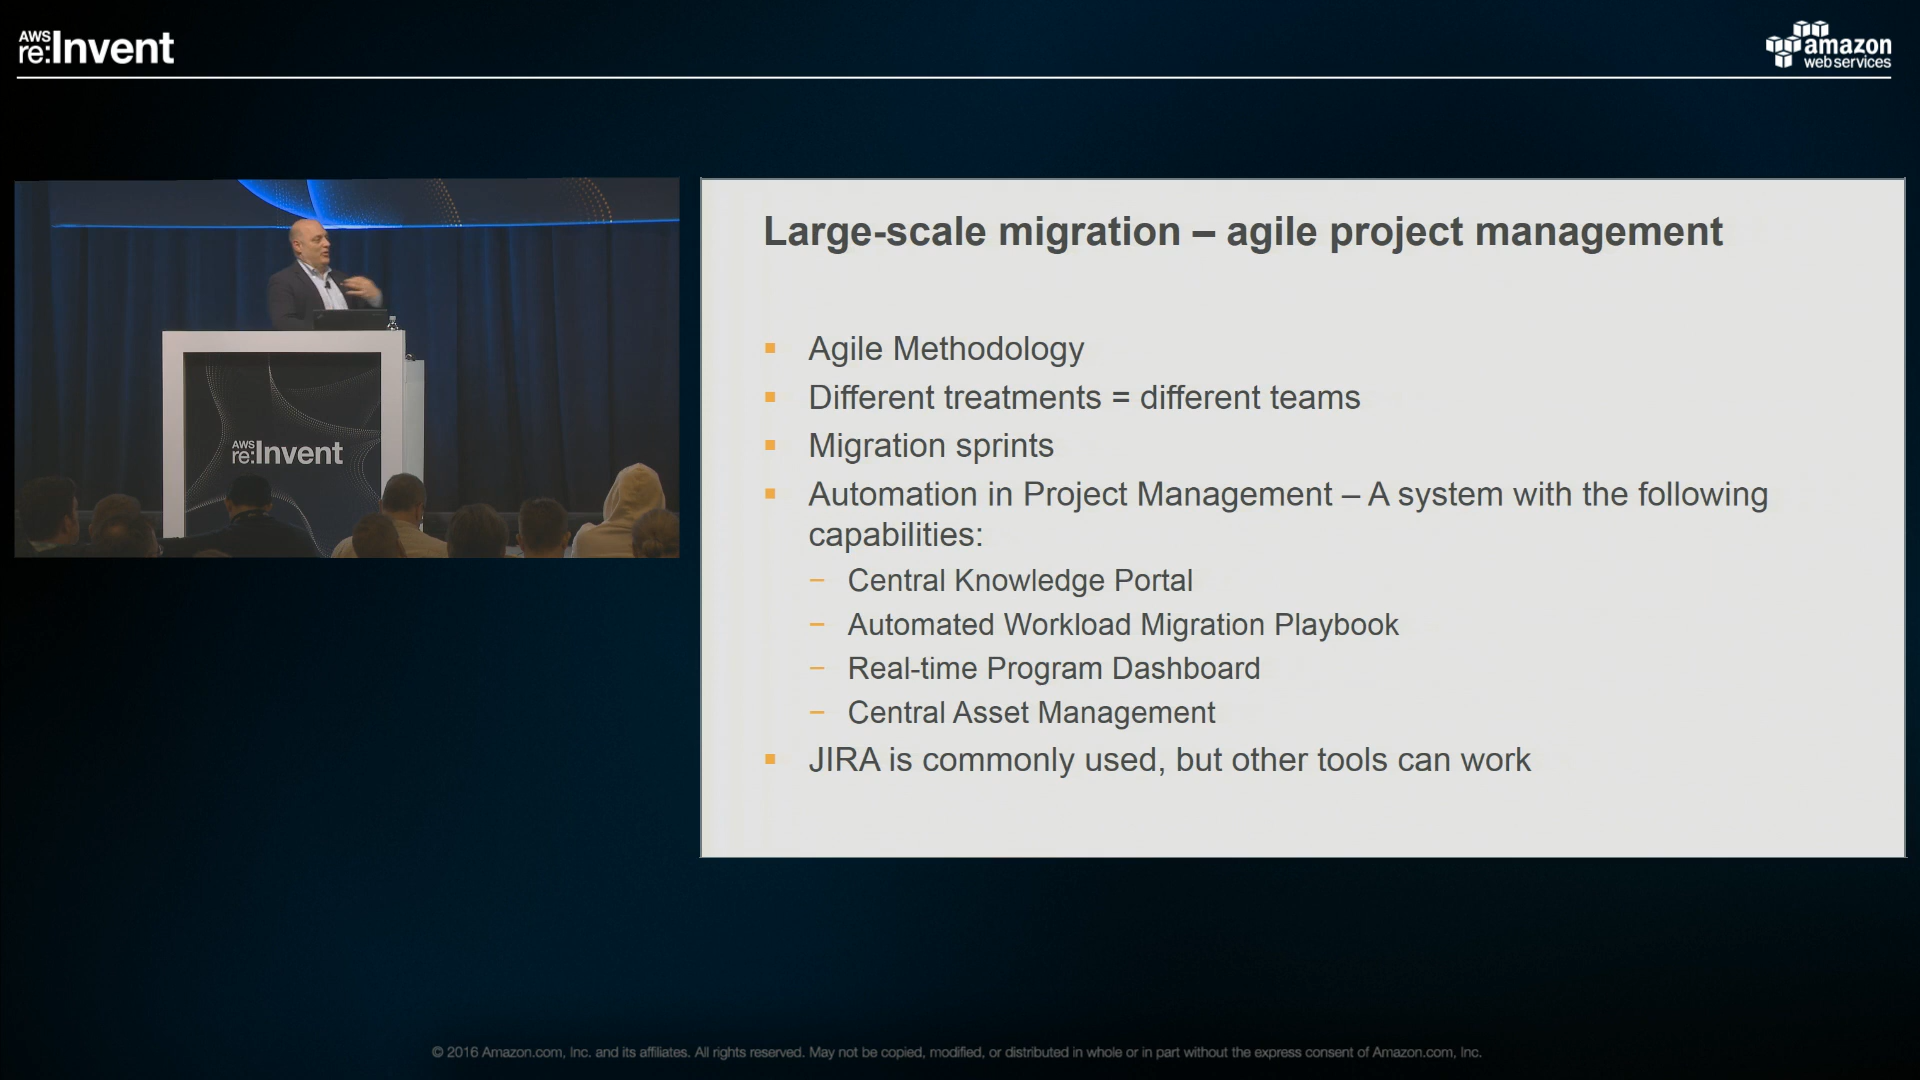 AWS
re:Invent
amazon
web services
AWS
re:Invent
Large-scale migration – agile project management
Agile Methodology
Different treatments = different teams
Migration sprints
Automation in Project Management – A system with the following
capabilities:
– Central Knowledge Portal
– Automated Workload Migration Playbook
– Real-time Program Dashboard
– Central Asset Management
JIRA is commonly used, but other tools can work
© 2016 Amazon.com, Inc. and its affiliates. All rights reserved. May not be copied, modified, or distributed in whole or in part without the express consent of Amazon.com, Inc.